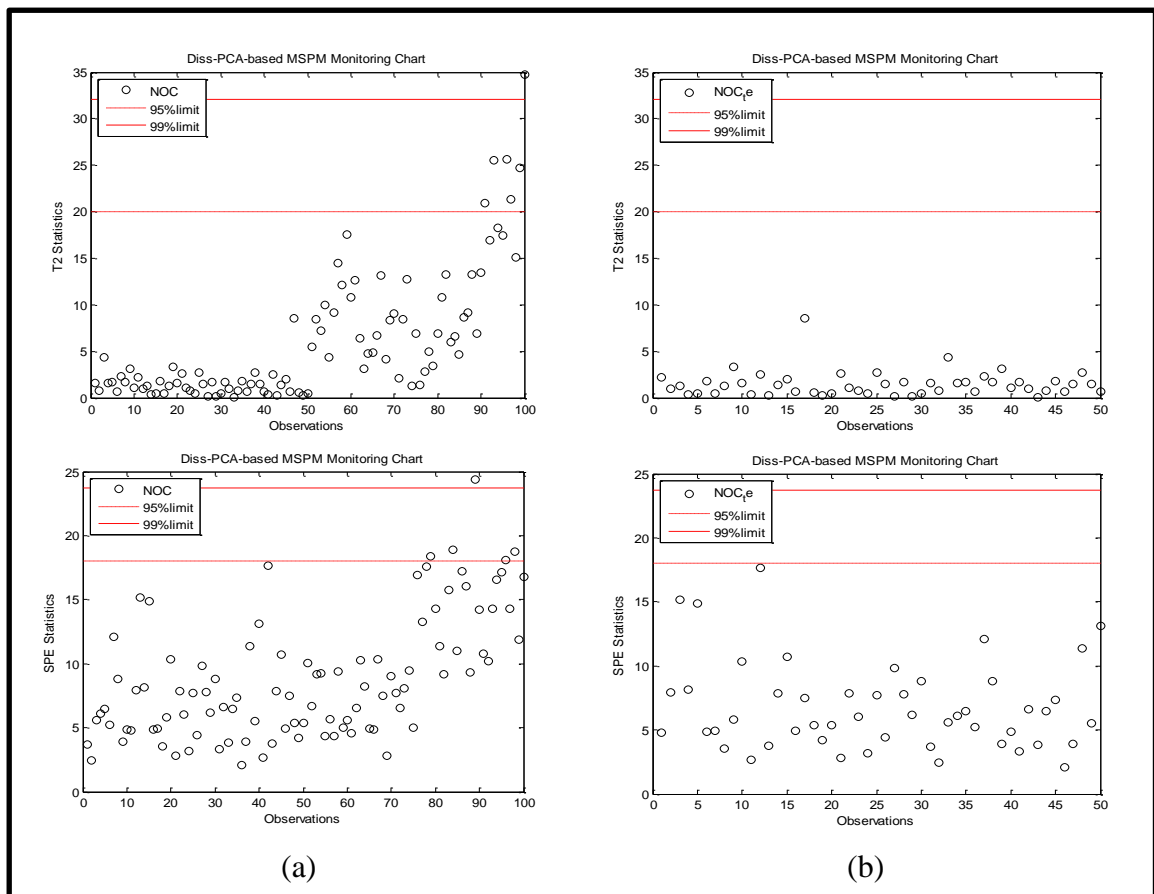 Diss-PCA-based MSPM Monitoring Chart
35
30
25
20
15
10
5
0
T2 Statistics
NOC
95%limit
99%limit
0 10 20 30 40 50 60 70 80 90 100
Observations
Diss-PCA-based MSPM Monitoring Chart
35
30
25
20
15
10
5
0
T2 Statistics
NOCte
95%limit
99%limit
0 5 10 15 20 25 30 35 40 45 50
Observations
Diss-PCA-based MSPM Monitoring Chart
25
20
15
10
5
0
SPE Statistics
NOC
95%limit
99%limit
0 10 20 30 40 50 60 70 80 90 100
Observations
Diss-PCA-based MSPM Monitoring Chart
25
20
15
10
5
0
SPE Statistics
NOCte
95%limit
99%limit
0 5 10 15 20 25 30 35 40 45 50
Observations
(a)
(b)